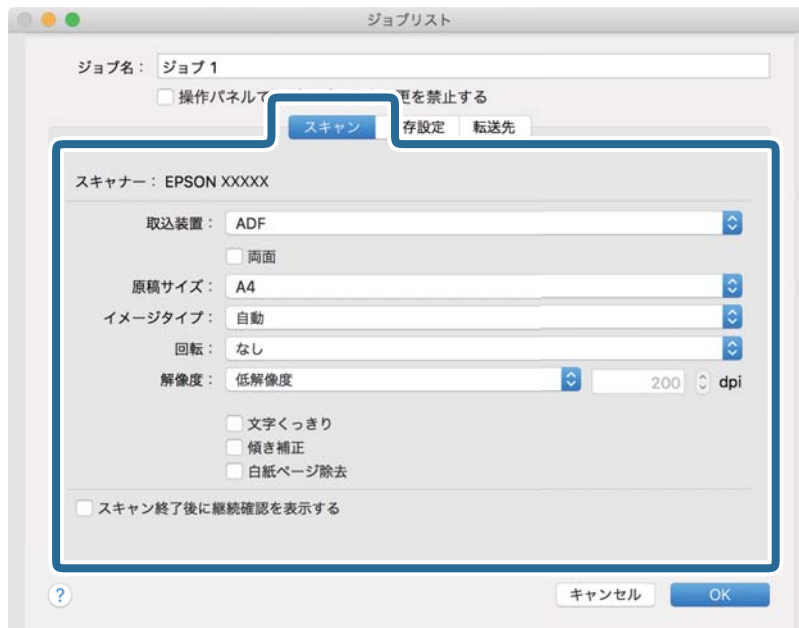 ジョブリスト
ジョブ名： ジョブ 1
操作パネルで 更を禁止する
スキャン 存設定 転送先
スキャナー： EPSON XXXXX
取込装置： ADF
両面
原稿サイズ： A4
イメージタイプ： 自動
回転： なし
解像度： 低解像度 200 dpi
文字くっきり
傾き補正
白紙ページ除去
スキャン終了後に継続確認を表示する
? キャンセル OK